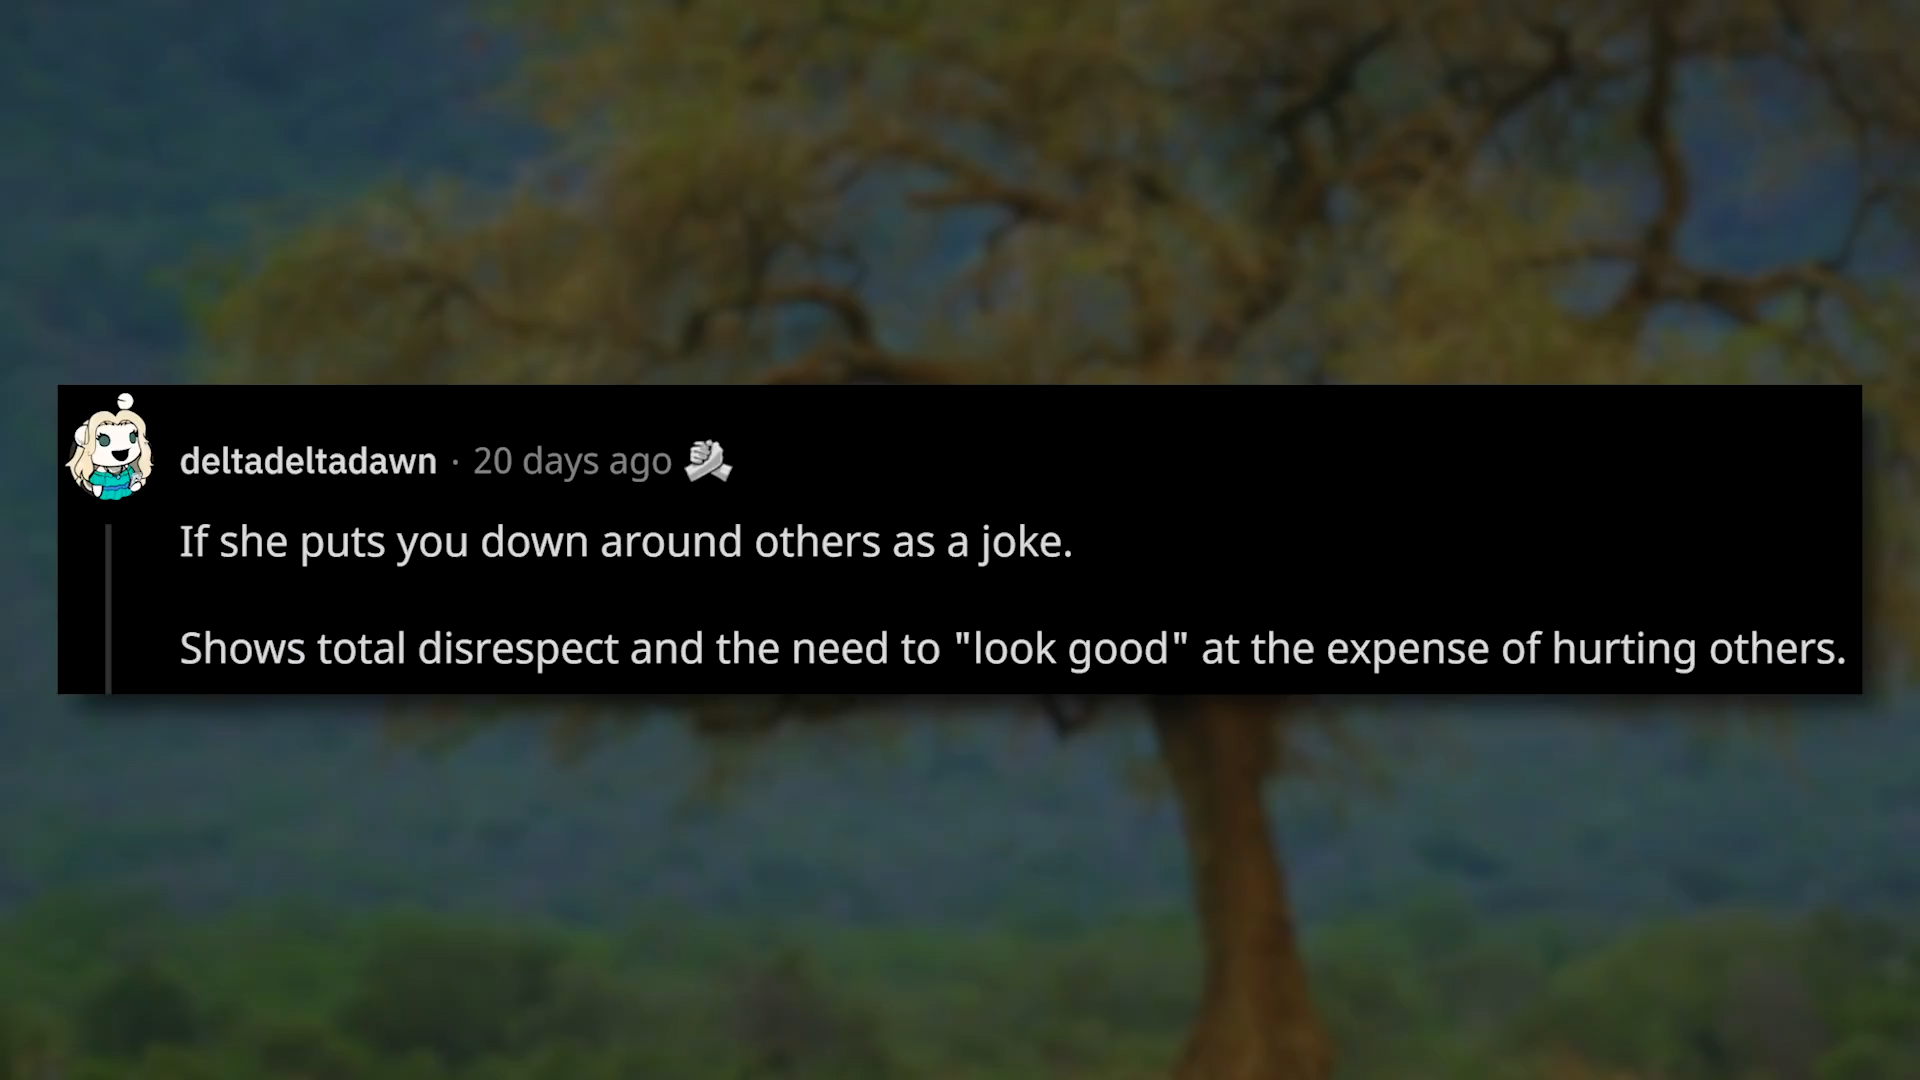 deltadeltadawn · 20 days ago
If she puts you down around others as a joke.
Shows total disrespect and the need to "look good" at the expense of hurting others.